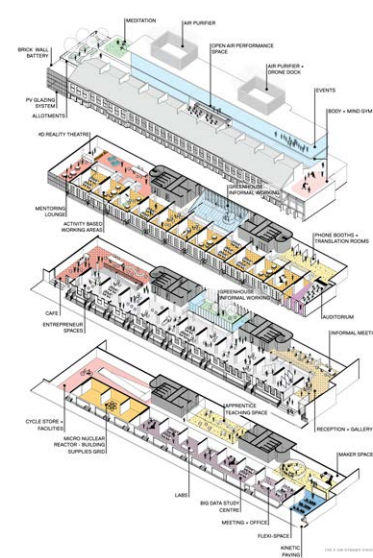 MEDITATION
AIR PURIFIER
OPEN AIR PERFORMANCE
SPACE
BRICK WALL
BATTERY
AIR PURIFIER +
DRONE DOCK
PV GLAZING
SYSTEM
EVENTS
ALLOTMENTS
BODY + MIND GYM
4D REALITY THEATRE
GREENHOUSE
INFORMAL WORKING
MENTORING
LOUNGE
ACTIVITY BASED
WORKING AREAS
PHONE BOOTHS +
TRANSLATION ROOMS
AUDITORIUM
GREENHOUSE
INFORMAL WORKING
CAFE
ENTREPRENEUR
SPACES
INFORMAL MEETI
RECEPTION + GALLERY
APPRENTICE
TEACHING SPACE
CYCLE STORE +
FACILITIES
MICRO NUCLEAR
REACTOR - BUILDING
SUPPLIES GRID
MAKER SPACE
LABS
BIG DATA STUDY
CENTRE
MEETING + OFFICE
FLEXI-SPACE
KINETIC
PAVING